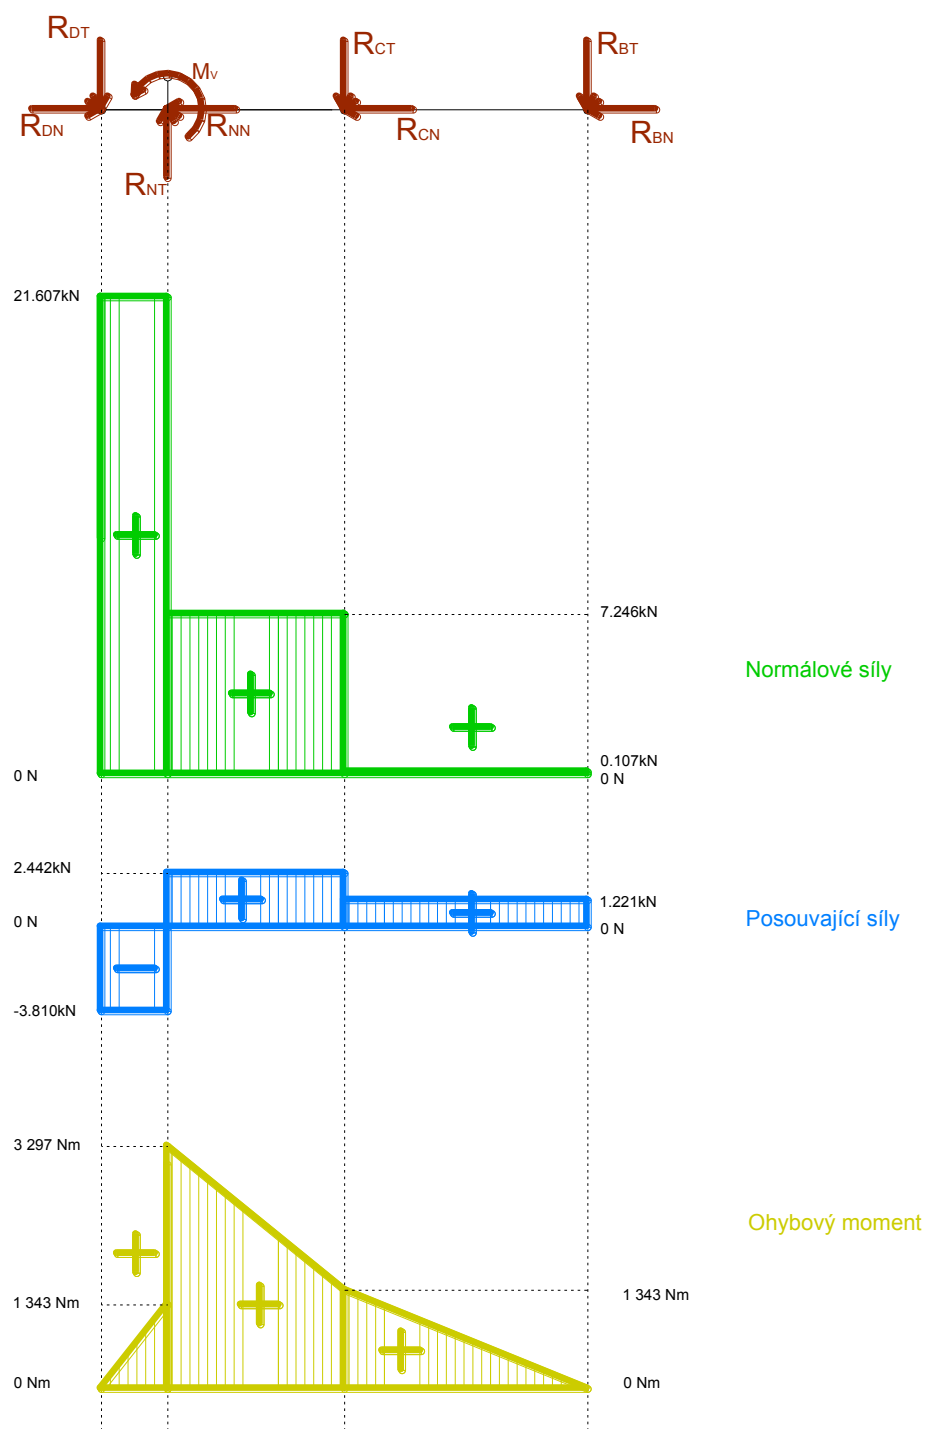 RDT
RCT
RBT
Mv
RDN
RNN
RCN
RBN
RNT
21.607kN
7.246kN
Normálové síly
0.107kN
0 N
0 N
2.442kN
1.221kN
0 N
0 N
Posouvající síly
-3.810kN
3 297 Nm
Ohybový moment
1 343 Nm
1 343 Nm
0 Nm
0 Nm